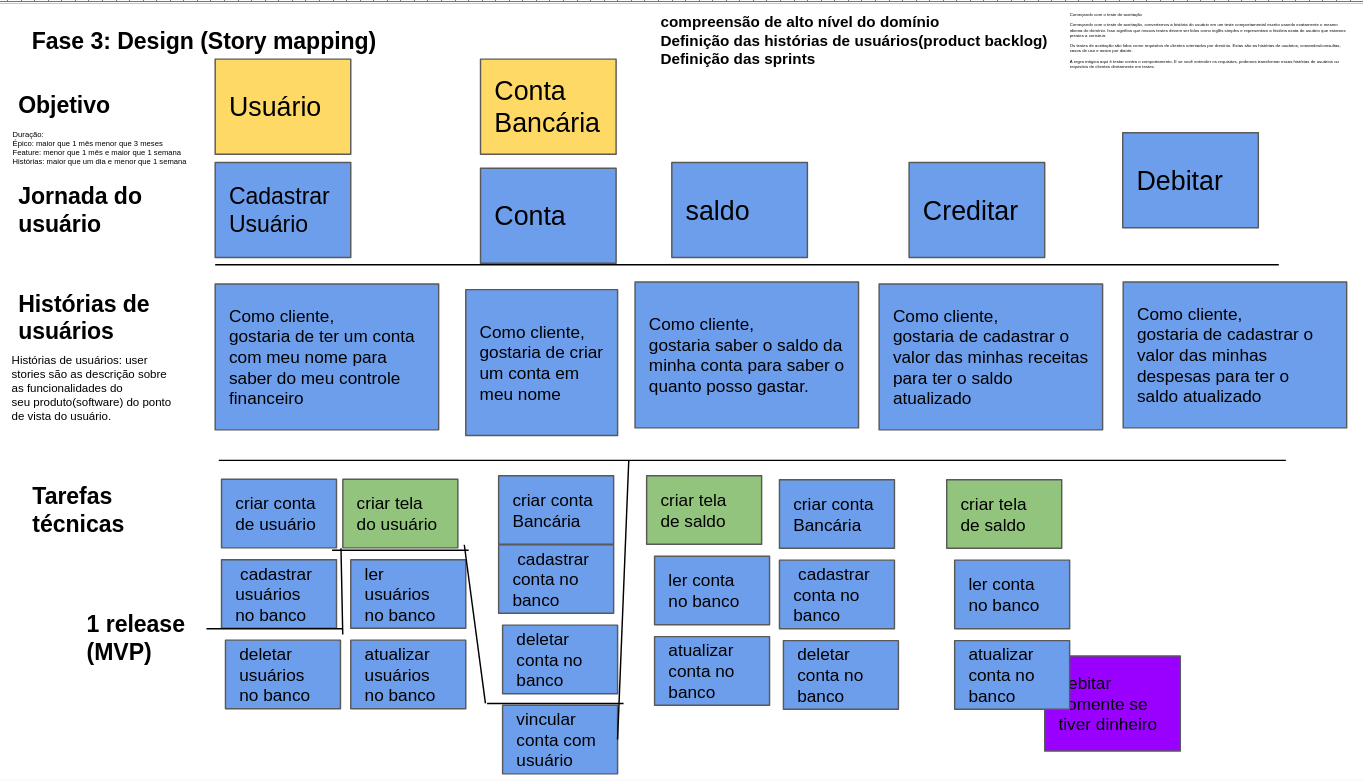 Fase 3: Design (Story mapping)
compreensão de alto nível do domínio
Definição das histórias de usuários(product backlog)
Definição das sprints
Começando com o teste de aceitação
Objetivo
Usuário
Conta
Bancária
Duração:
Épico: maior que 1 mês menor que 3 meses
Feature: menor que 1 mês e maior que 1 semana
Histórias: maior que um dia e menor que 1 semana
Jornada do
usuário
Cadastrar
Usuário
Conta
saldo
Creditar
Debitar
Histórias de
usuários
Histórias de usuários: user
stories são as descrição sobre
as funcionalidades do
seu produto(software) do ponto
de vista do usuário.
Como cliente,
gostaria de ter um conta
com meu nome para
saber do meu controle
financeiro
Como cliente,
gostaria de criar
um conta em
meu nome
Como cliente,
gostaria saber o saldo da
minha conta para saber o
quanto posso gastar.
Como cliente,
gostaria de cadastrar o
valor das minhas receitas
para ter o saldo
atualizado
Como cliente,
gostaria de cadastrar o
valor das minhas
despesas para ter o
saldo atualizado
Tarefas
técnicas
criar conta
de usuário
criar tela
do usuário
criar conta
Bancária
criar tela
de saldo
criar conta
Bancária
criar tela
de saldo
cadastrar
usuários
no banco
ler
usuários
no banco
cadastrar
conta no
banco
ler conta
no banco
cadastrar
conta no
banco
ler conta
no banco
1 release
(MVP)
deletar
usuários
no banco
atualizar
usuários
no banco
deletar
conta no
banco
atualizar
conta no
banco
deletar
conta no
banco
atualizar
conta no
banco
ebitar
omente se
tiver dinheiro
vincular
conta com
usuário